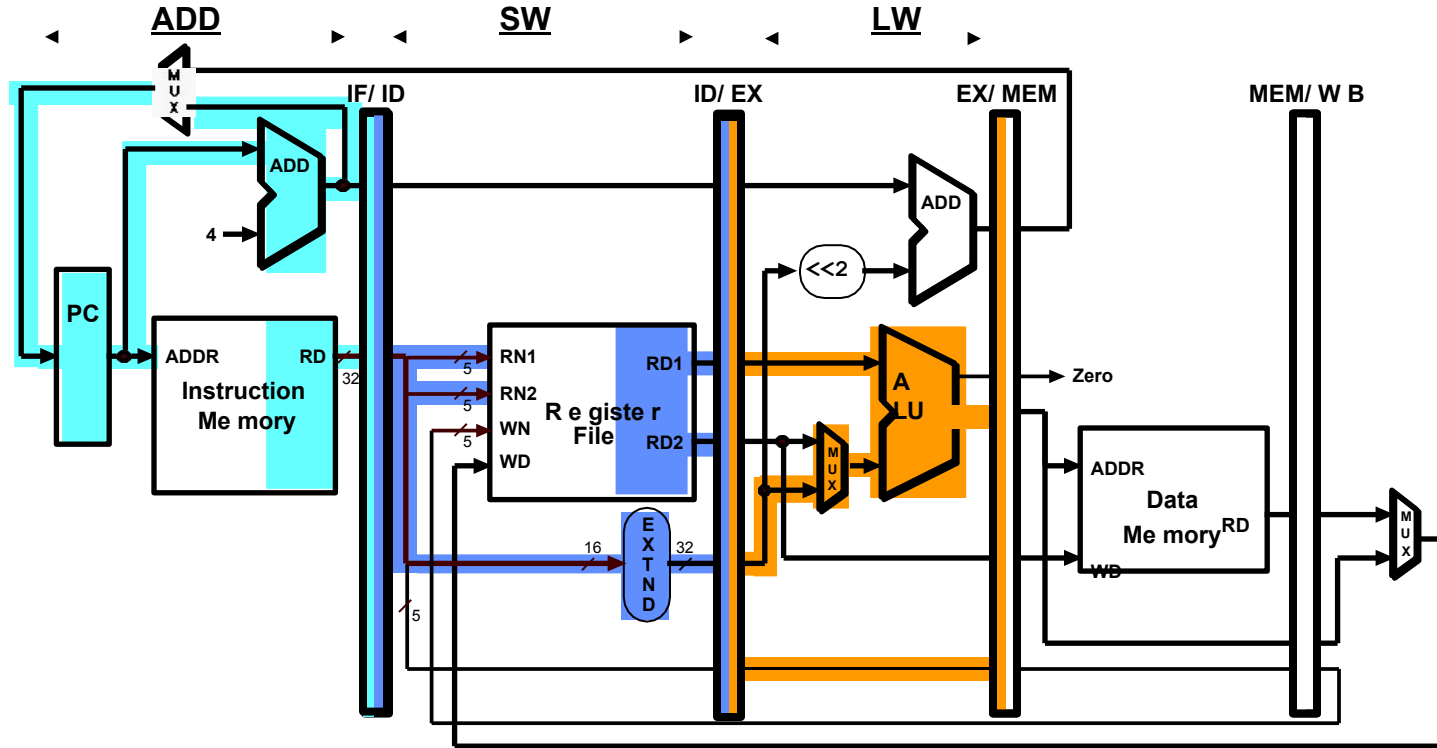 ADD
SW
LW
MUX
IF/ ID
ID/ EX
EX/ MEM
MEM/ W B
ADD
4
ADD
<<2
PC
ADDR
RD
32
Instruction
Me mory
RN1
5
RN2
5
WN
5
WD
R e giste r
File
RD1
RD2
16
EXTND
32
5
MUX
A
LU
Zero
ADDR
Data
Me mory
RD
WD
MUX